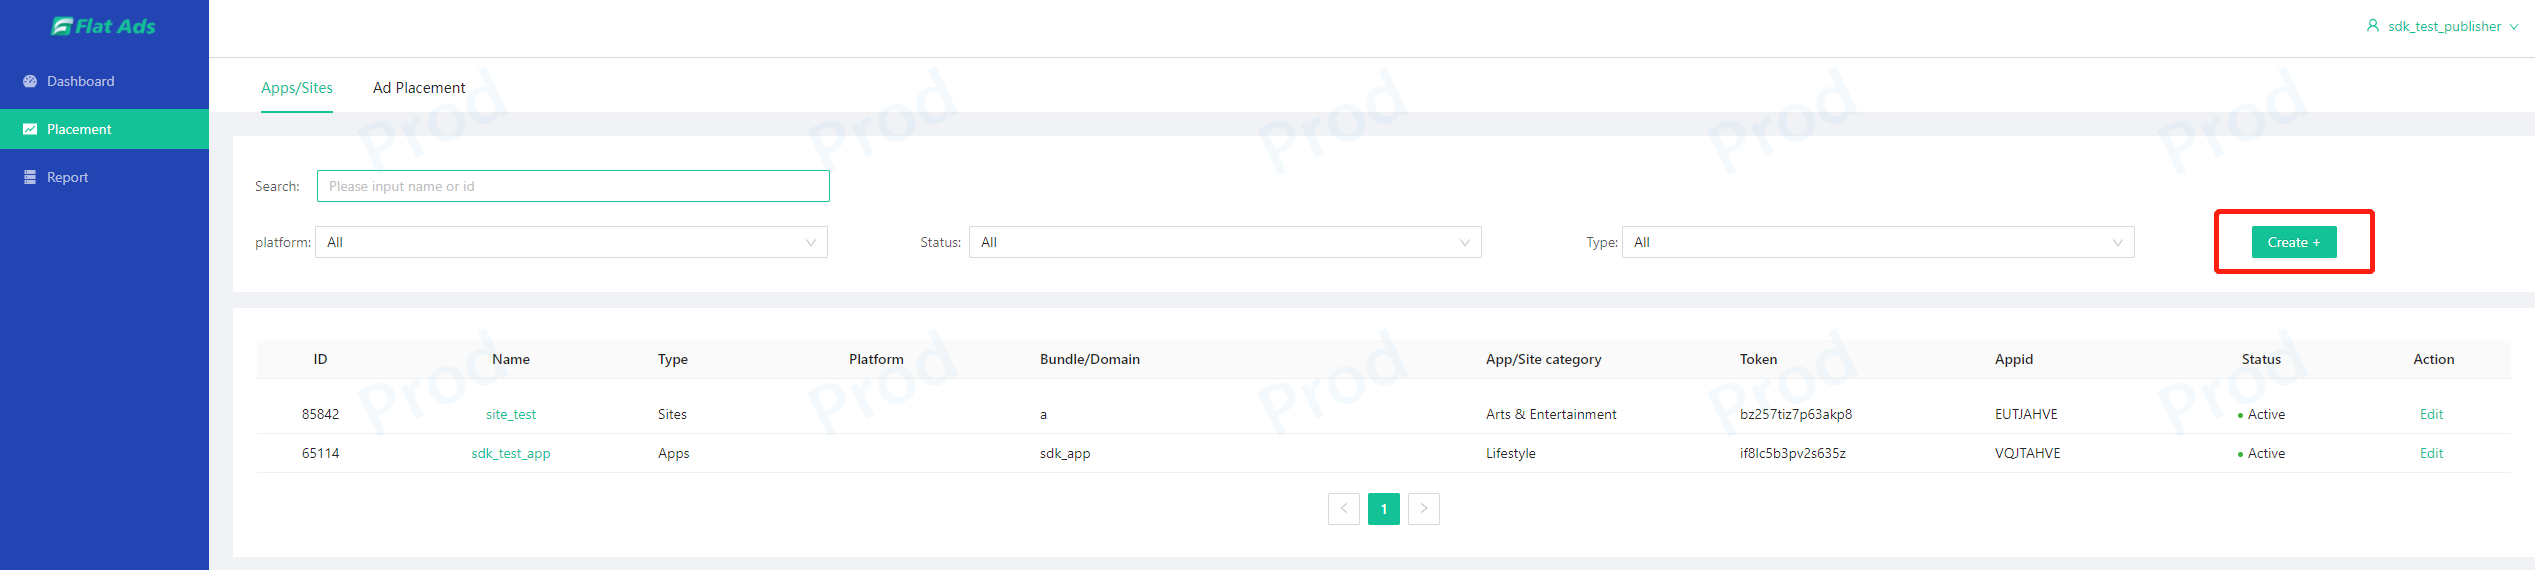 Flat Ads
sdk_test_publisher
Dashboard
Placement
Report
Apps/Sites Ad Placement
Prod Prod Prod Prod Prod
Search: Please input name or id
platform: All Status: All Type: All Create +
ID Name Type Platform Bundle/Domain App/Site category Token Appid Status Action
Prod Prod Prod Prod Prod
85842 site_test Sites a Arts & Entertainment bz257tiz7p63akp8 EUTJAHVE Active Edit
65114 sdk_test_app Apps sdk_app Lifestyle if8lc5b3pv2s635z VQJTAHVE Active Edit
< 1 >